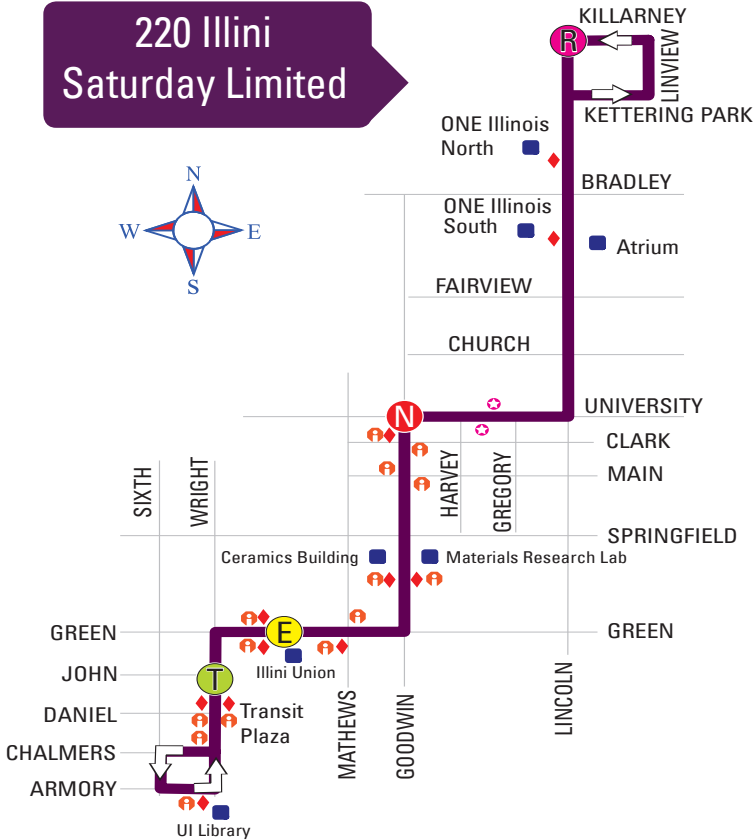 220 Illini
Saturday Limited
KILLARNEY
R
LINVIEW
KETTERING PARK
ONE Illinois
North
BRADLEY
ONE Illinois
South
Atrium
N
W
E
S
FAIRVIEW
CHURCH
N
UNIVERSITY
CLARK
MAIN
HARVEY
GREGORY
SIXTH
WRIGHT
SPRINGFIELD
Ceramics Building
Materials Research Lab
GREEN
E
GREEN
Illini Union
JOHN
T
DANIEL
Transit
Plaza
MATHEWS
GOODWIN
LINCOLN
CHALMERS
ARMORY
UI Library